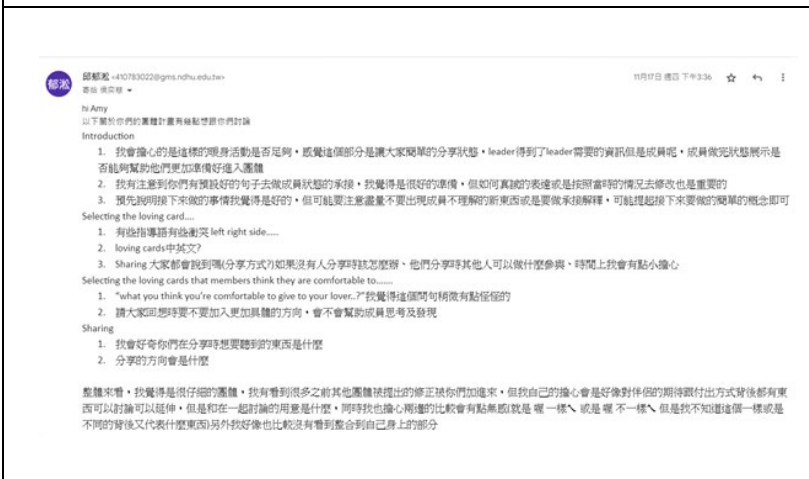 郁淞
邱郁淞 <410783022@gms.ndhu.edu.tw>
11月17日 週四 下午3:36
寄給
hi Amy
以下關於你們的團體計畫有幾點想跟你們討論
Introduction
1. 我會擔心的是這樣的暖身活動是否足夠，感覺這個部分是讓大家簡單的分享狀態，leader得到了leader需要的資訊但是成員呢，成員做完狀態展示是
否能夠幫助他們更加準備好進入團體
2. 我有注意到你們有預設好的句子去做成員狀態的承接，我覺得是很好的準備，但如何真誠的表達或是按照當時的情況去修改也是重要的
3. 預先說明接下來做的事情我覺得是好的，但可能要注意盡量不要出現成員不理解的新東西或是要做承接解釋，可能提起接下來要做的簡單的概念即可
Selecting the loving card....
1. 有些指導語有些衝突 left right side.....
2. loving cards中英文?
3. Sharing 大家都會說到嗎(分享方式?)如果沒有人分享時該怎麼辦、他們分享時其他人可以做什麼參與、時間上我會有點小擔心
Selecting the loving cards that members think they are comfortable to.......
1. "what you think you're comfortable to give to your lover..?"我覺得這個問句稍微有點怪怪的
2. 請大家回想時要不要加入更加具體的方向，會不會幫助成員思考及發現
Sharing
1. 我會好奇你們在分享時想要聽到的東西是什麼
2. 分享的方向會是什麼
整體來看，我覺得是很仔細的團體，我有看到很多之前其他團體被提出的修正被你們加進來，但我自己的擔心會是好像對伴侶的期待跟付出方式背後都有東
西可以討論可以延伸，但是和在一起討論的用意是什麼，同時我也擔心兩邊的比較會有點無感(就是 喔 一樣ㄟ 或是 喔 不一樣ㄟ 但是我不知道這個一樣或是
不同的背後又代表什麼東西)另外我好像也比較沒有看到整合到自己身上的部分